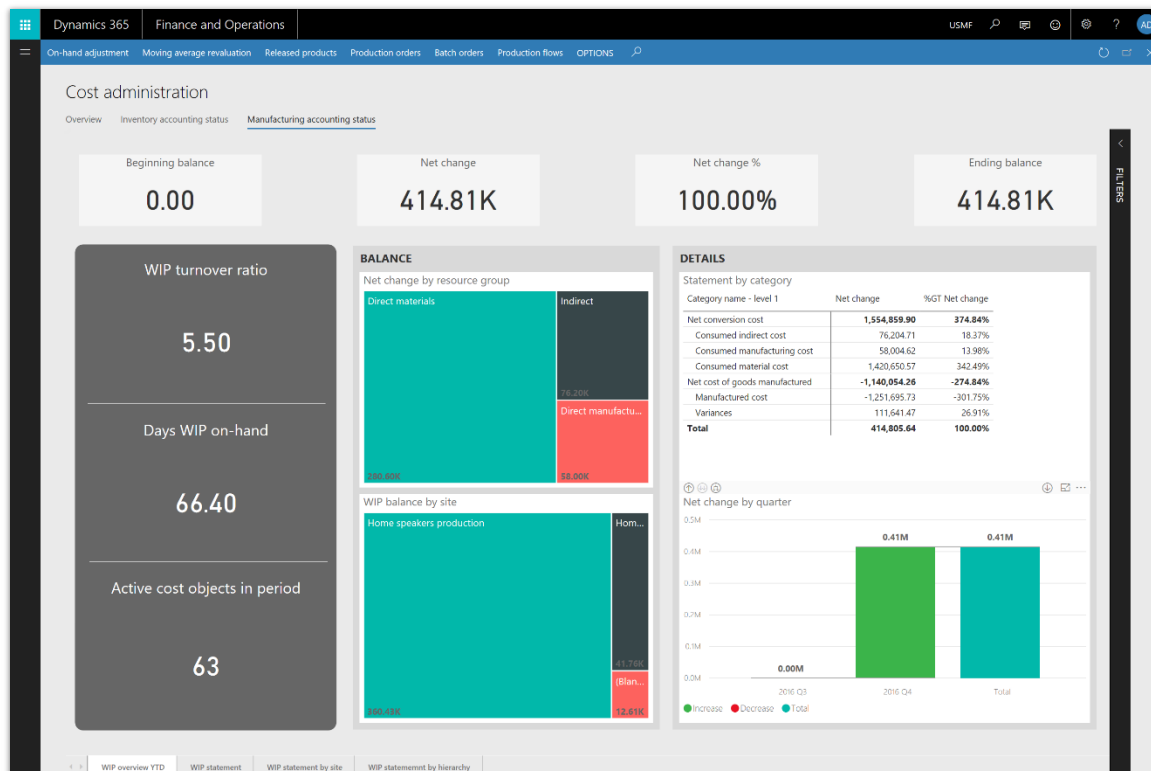 Dynamics 365 Finance and Operations USMF ? AD
On-hand adjustment Moving average revaluation Released products Production orders Batch orders Production flows OPTIONS
Cost administration
Overview Inventory accounting status Manufacturing accounting status
FILTERS
Beginning balance
0.00
Net change
414.81K
Net change %
100.00%
Ending balance
414.81K
WIP turnover ratio
5.50
Days WIP on-hand
66.40
Active cost objects in period
63
BALANCE
Net change by resource group
Direct materials
280.60K
Indirect
76.20K
Direct manufactu...
58.00K
WIP balance by site
Home speakers production
360.43K
Hom...
41.76K
(Blan...
12.61K
DETAILS
Statement by category
Category name - level 1 Net change %GT Net change
Net conversion cost 1,554,859.90 374.84%
Consumed indirect cost 76,204.71 18.37%
Consumed manufacturing cost 58,004.62 13.98%
Consumed material cost 1,420,650.57 342.49%
Net cost of goods manufactured -1,140,054.26 -274.84%
Manufactured cost -1,251,695.73 -301.75%
Variances 111,641.47 26.91%
Total 414,805.64 100.00%
Net change by quarter
0.5M
0.4M
0.3M
0.2M
0.1M
0.0M
0.00M
0.41M
0.41M
2016 Q3 2016 Q4 Total
Increase Decrease Total
WIP overview YTD WIP statement WIP statement by site WIP statememnt by hierarchy